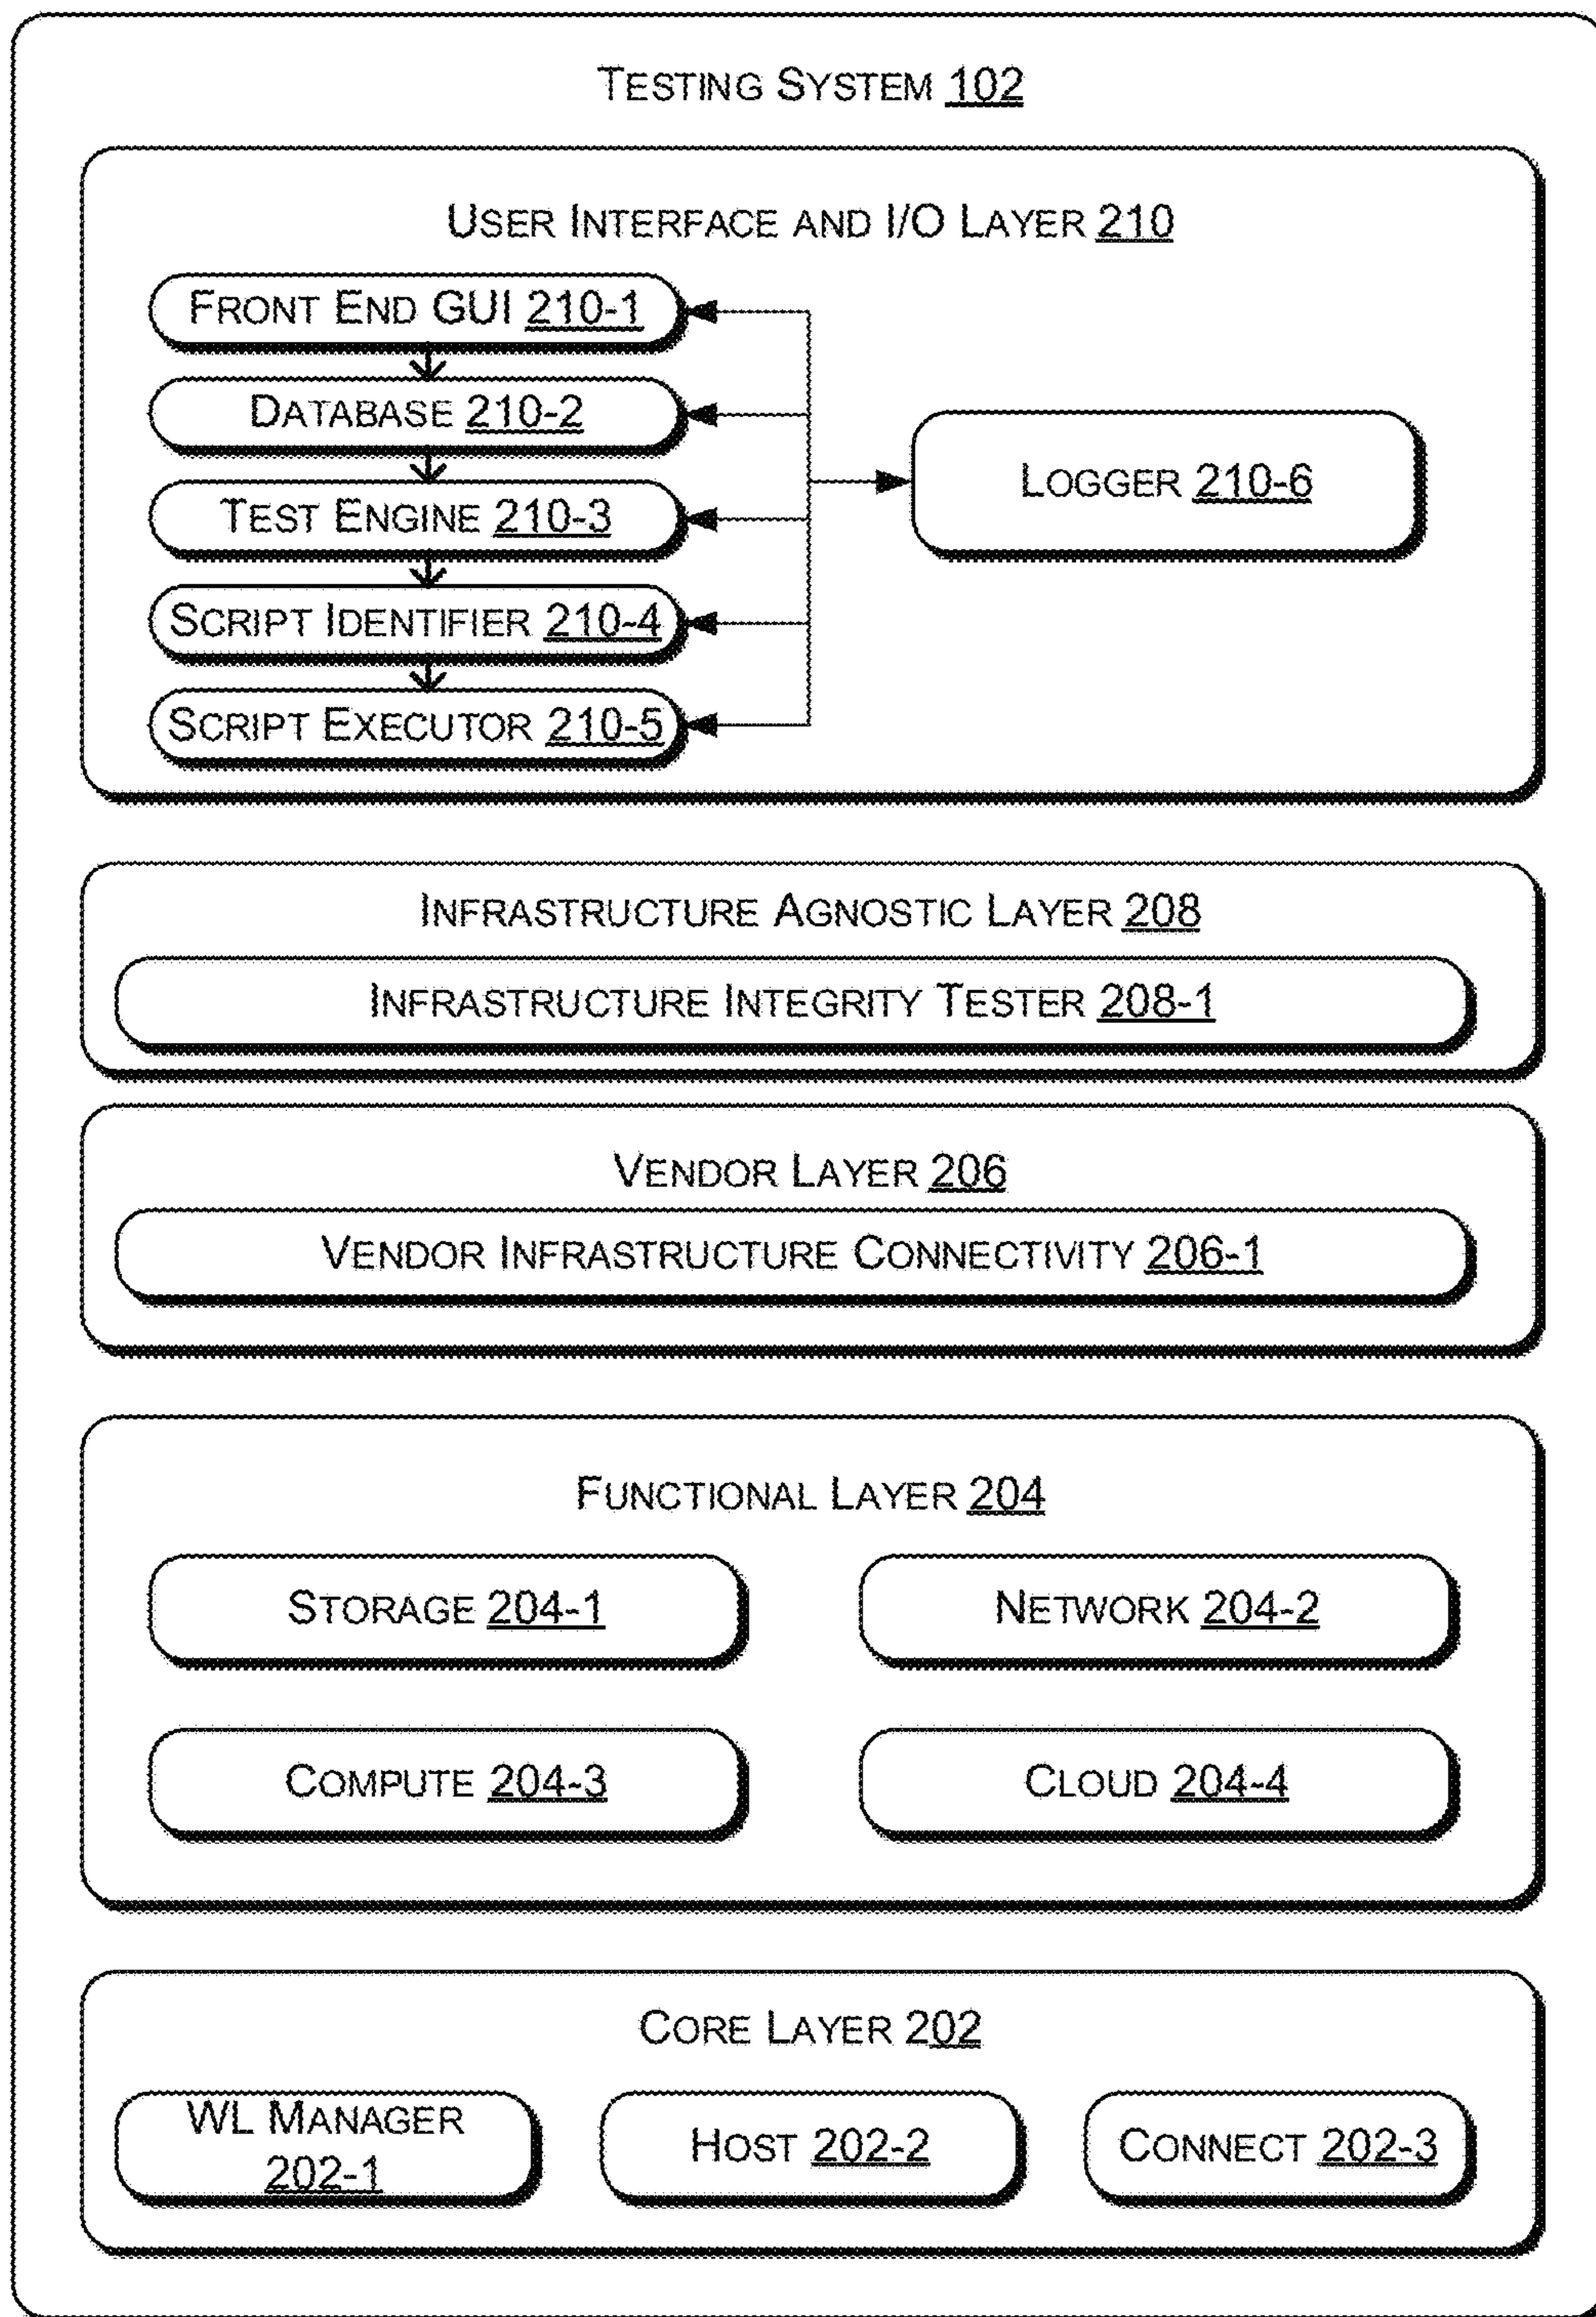 TESTING SYSTEM 102
USER INTERFACE AND I/O LAYER 210
FRONT END GUI 210-1
DATABASE 210-2
TEST ENGINE 210-3
SCRIPT IDENTIFIER 210-4
SCRIPT EXECUTOR 210-5
LOGGER 210-6
INFRASTRUCTURE AGNOSTIC LAYER 208
INFRASTRUCTURE INTEGRITY TESTER 208-1
VENDOR LAYER 206
VENDOR INFRASTRUCTURE CONNECTIVITY 206-1
FUNCTIONAL LAYER 204
STORAGE 204-1
NETWORK 204-2
COMPUTE 204-3
CLOUD 204-4
CORE LAYER 202
WL MANAGER
202-1
HOST 202-2
CONNECT 202-3